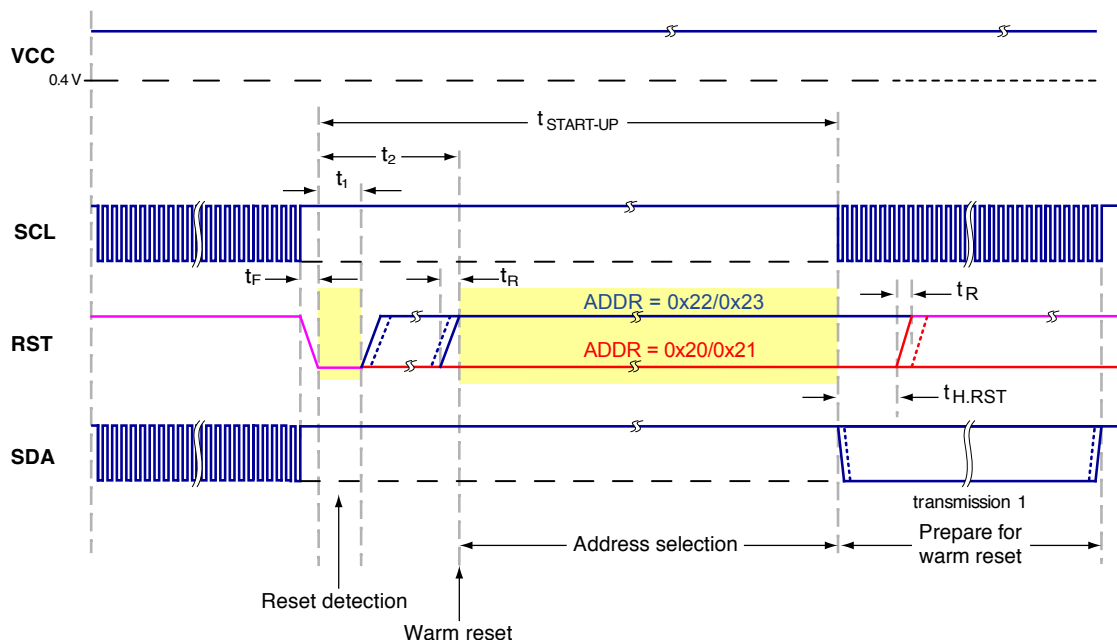 VCC
0.4 V
t START-UP
t2
t1
SCL
tF
tR
ADDR = 0x22/0x23
tR
RST
ADDR = 0x20/0x21
tH.RST
SDA
transmission 1
Address selection
Prepare for
warm reset
Reset detection
Warm reset